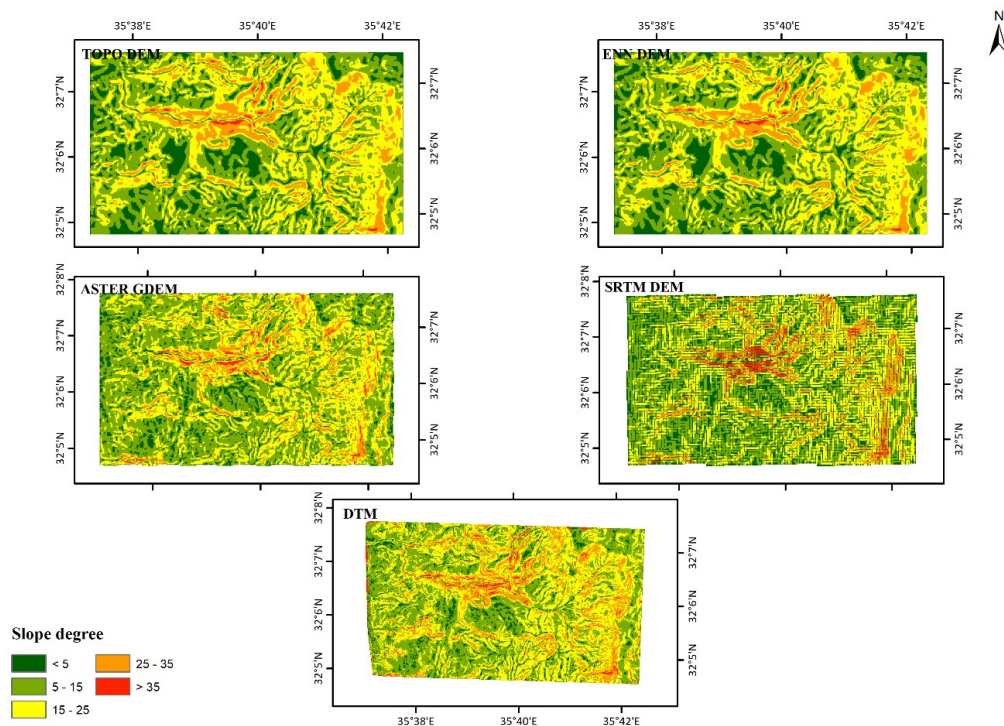 35°38'E 35°40'E 35°42'E
N
TOPO DEM
ENN DEM
32°7'N 32°6'N 32°5'N
32°7'N 32°6'N 32°5'N
35°38'E 35°40'E 35°42'E
32°7'N 32°6'N 32°5'N
32°7'N 32°6'N 32°5'N
ASTER GDEM
SRTM DEM
32°8'N 32°7'N 32°6'N 32°5'N
32°7'N 32°6'N 32°5'N
32°8'N 32°7'N 32°6'N 32°5'N
32°7'N 32°6'N 32°5'N
DTM
32°8'N 32°7'N 32°6'N 32°5'N
32°7'N 32°6'N 32°5'N
35°38'E 35°40'E 35°42'E
Slope degree
< 5
25 - 35
5 - 15
> 35
15 - 25